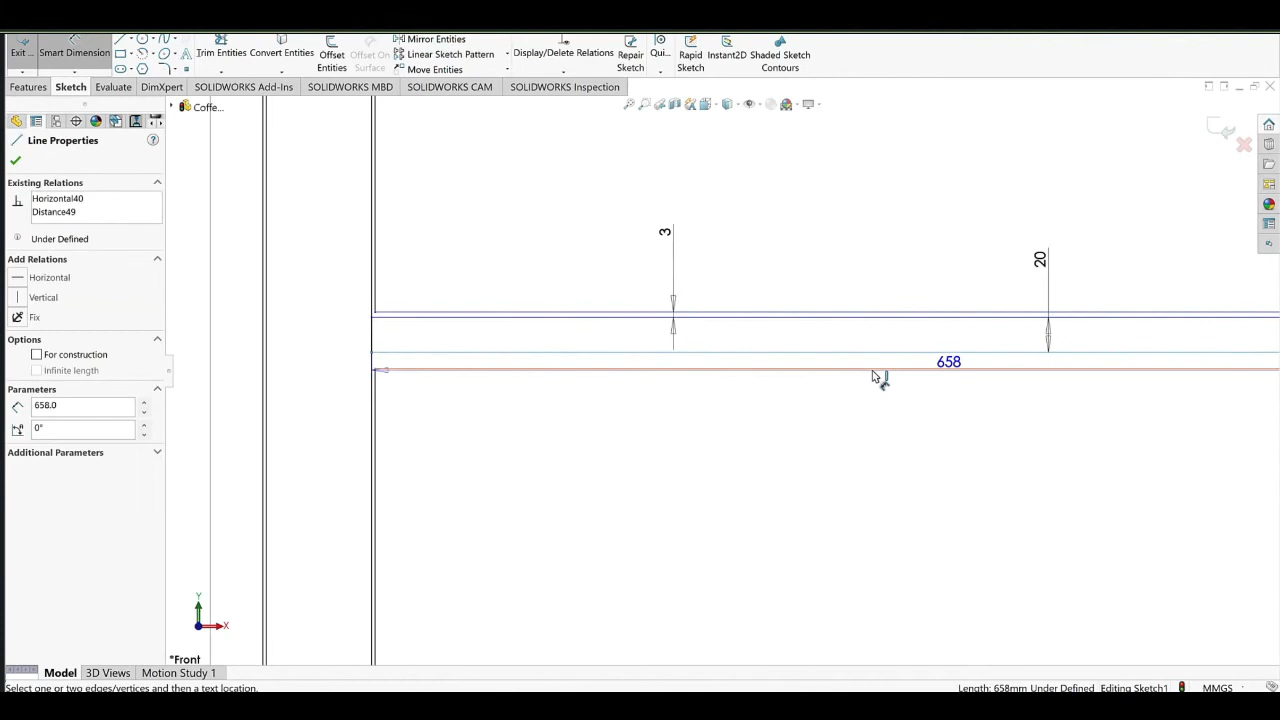 Mirror Entities
Exit ...
Smart Dimension
Trim Entities
Convert Entities
Offset Entities
Offset On Surface
Linear Sketch Pattern
Move Entities
Display/Delete Relations
Repair Sketch
Qui...
Rapid Sketch
Instant2D
Shaded Sketch Contours
Features
Sketch
Evaluate
DimXpert
SOLIDWORKS Add-Ins
SOLIDWORKS MBD
SOLIDWORKS CAM
SOLIDWORKS Inspection
Coffe...
Line Properties
Existing Relations
Horizontal40
Distance49
Under Defined
Add Relations
Horizontal
Vertical
Fix
Options
For construction
Infinite length
Parameters
658.0
0°
Additional Parameters
3
20
658
Y
X
*Front
Model
3D Views
Motion Study 1
Select one or two edges/vertices and then a text location.
Length: 658mm Under Defined Editing Sketch1
MMGS